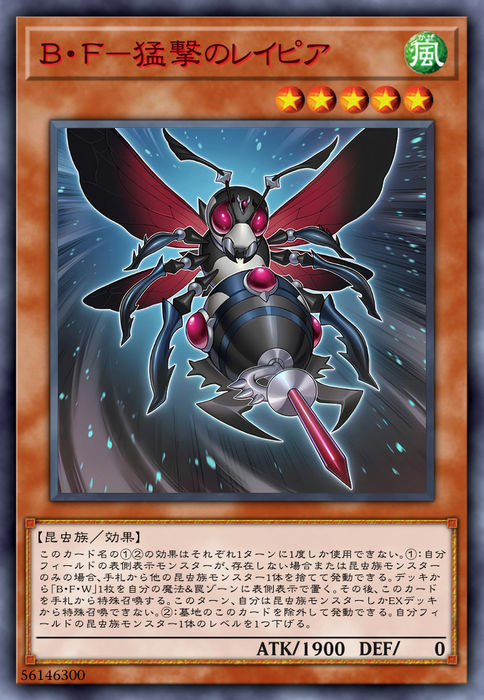 B・F－猛撃のレイピア
かぜ
風
【昆虫族／効果】
このカード名の①②の効果はそれぞれ1ターンに1度しか使用できない。①：自分
フィールドの表側表示モンスターが、存在しない場合または昆虫族モンスター
のみの場合、手札から他の昆虫族モンスター1体を捨てて発動できる。デッキから
「B・F・W」1枚を自分の魔法&罠ゾーンに表側表示で置く。その後、このカード
を手札から特殊召喚する。このターン、自分は昆虫族モンスターしかEXデッキ
から特殊召喚できない。②：墓地のこのカードを除外して発動できる。自分フィ
ールドの昆虫族モンスター1体のレベルを1つ下げる。
ATK/1900 DEF/ 0
56146300